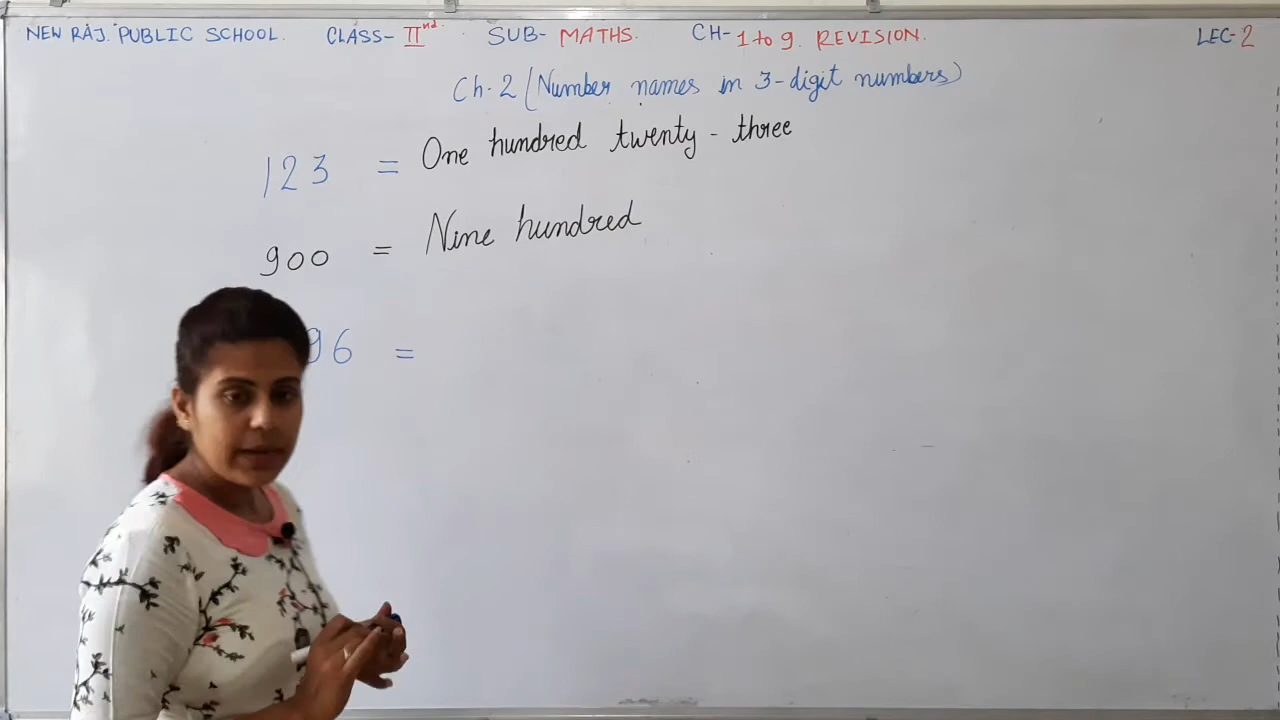 NEW RAJ. PUBLIC SCHOOL. CLASS- IInd. SUB- MATHS. CH- 1 to 9. REVISION. LEC-2
Ch.2 (Number names in 3-digit numbers)
123 = One hundred twenty-three
900 = Nine hundred
96 =